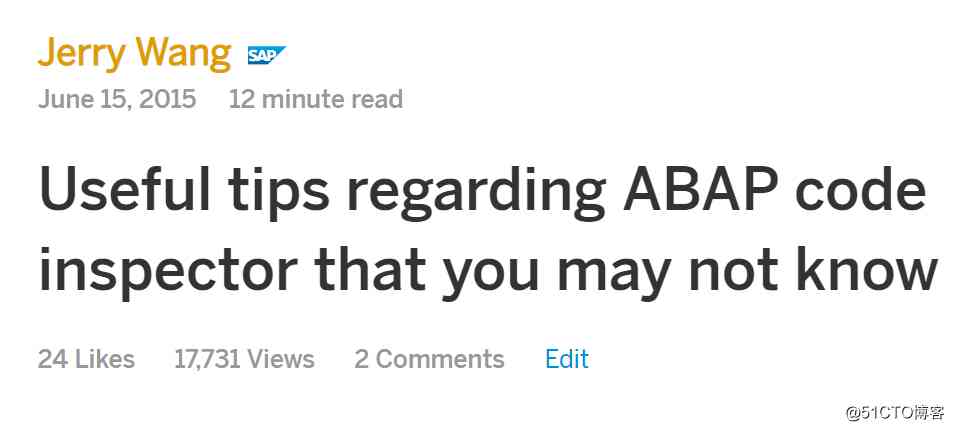 Jerry Wang SAP
June 15, 2015 12 minute read
Useful tips regarding ABAP code
inspector that you may not know
24 Likes 17,731 Views 2 Comments Edit
@51CTO博客